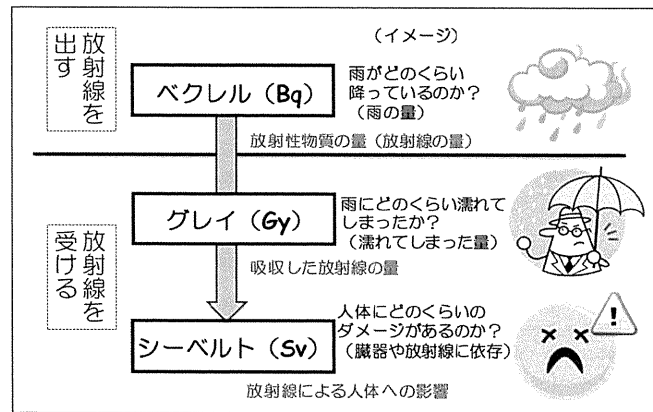 放射線を
出す
（イメージ）
ベクレル（Bq）
雨がどのくらい
降っているのか？
（雨の量）
放射性物質の量（放射線の量）
放射線を
受ける
グレイ（Gy）
雨にどのくらい濡れて
しまったか？
（濡れてしまった量）
吸収した放射線の量
シーベルト（Sv）
人体にどのくらいの
ダメージがあるのか？
（臓器や放射線に依存）
!
放射線による人体への影響